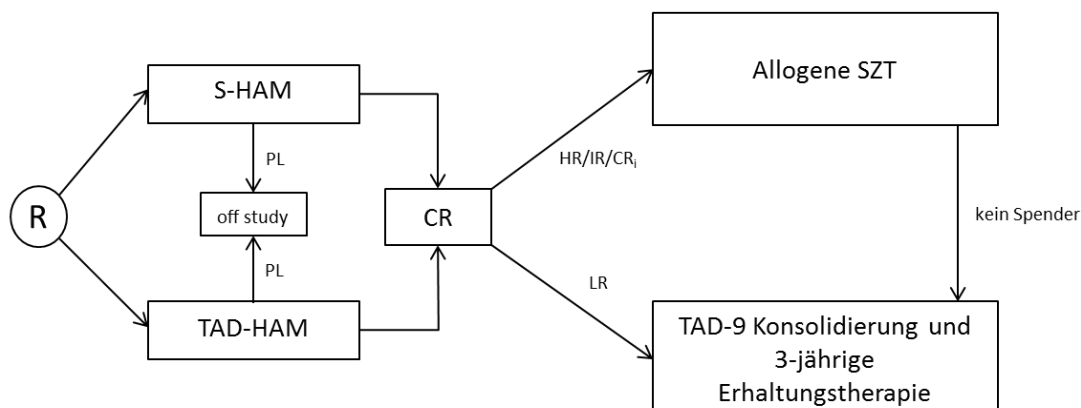 S-HAM
Allogene SZT
PL
HR/IR/CRi
R
off study
CR
kein Spender
PL
LR
TAD-HAM
TAD-9 Konsolidierung und
3-jährige
Erhaltungstherapie